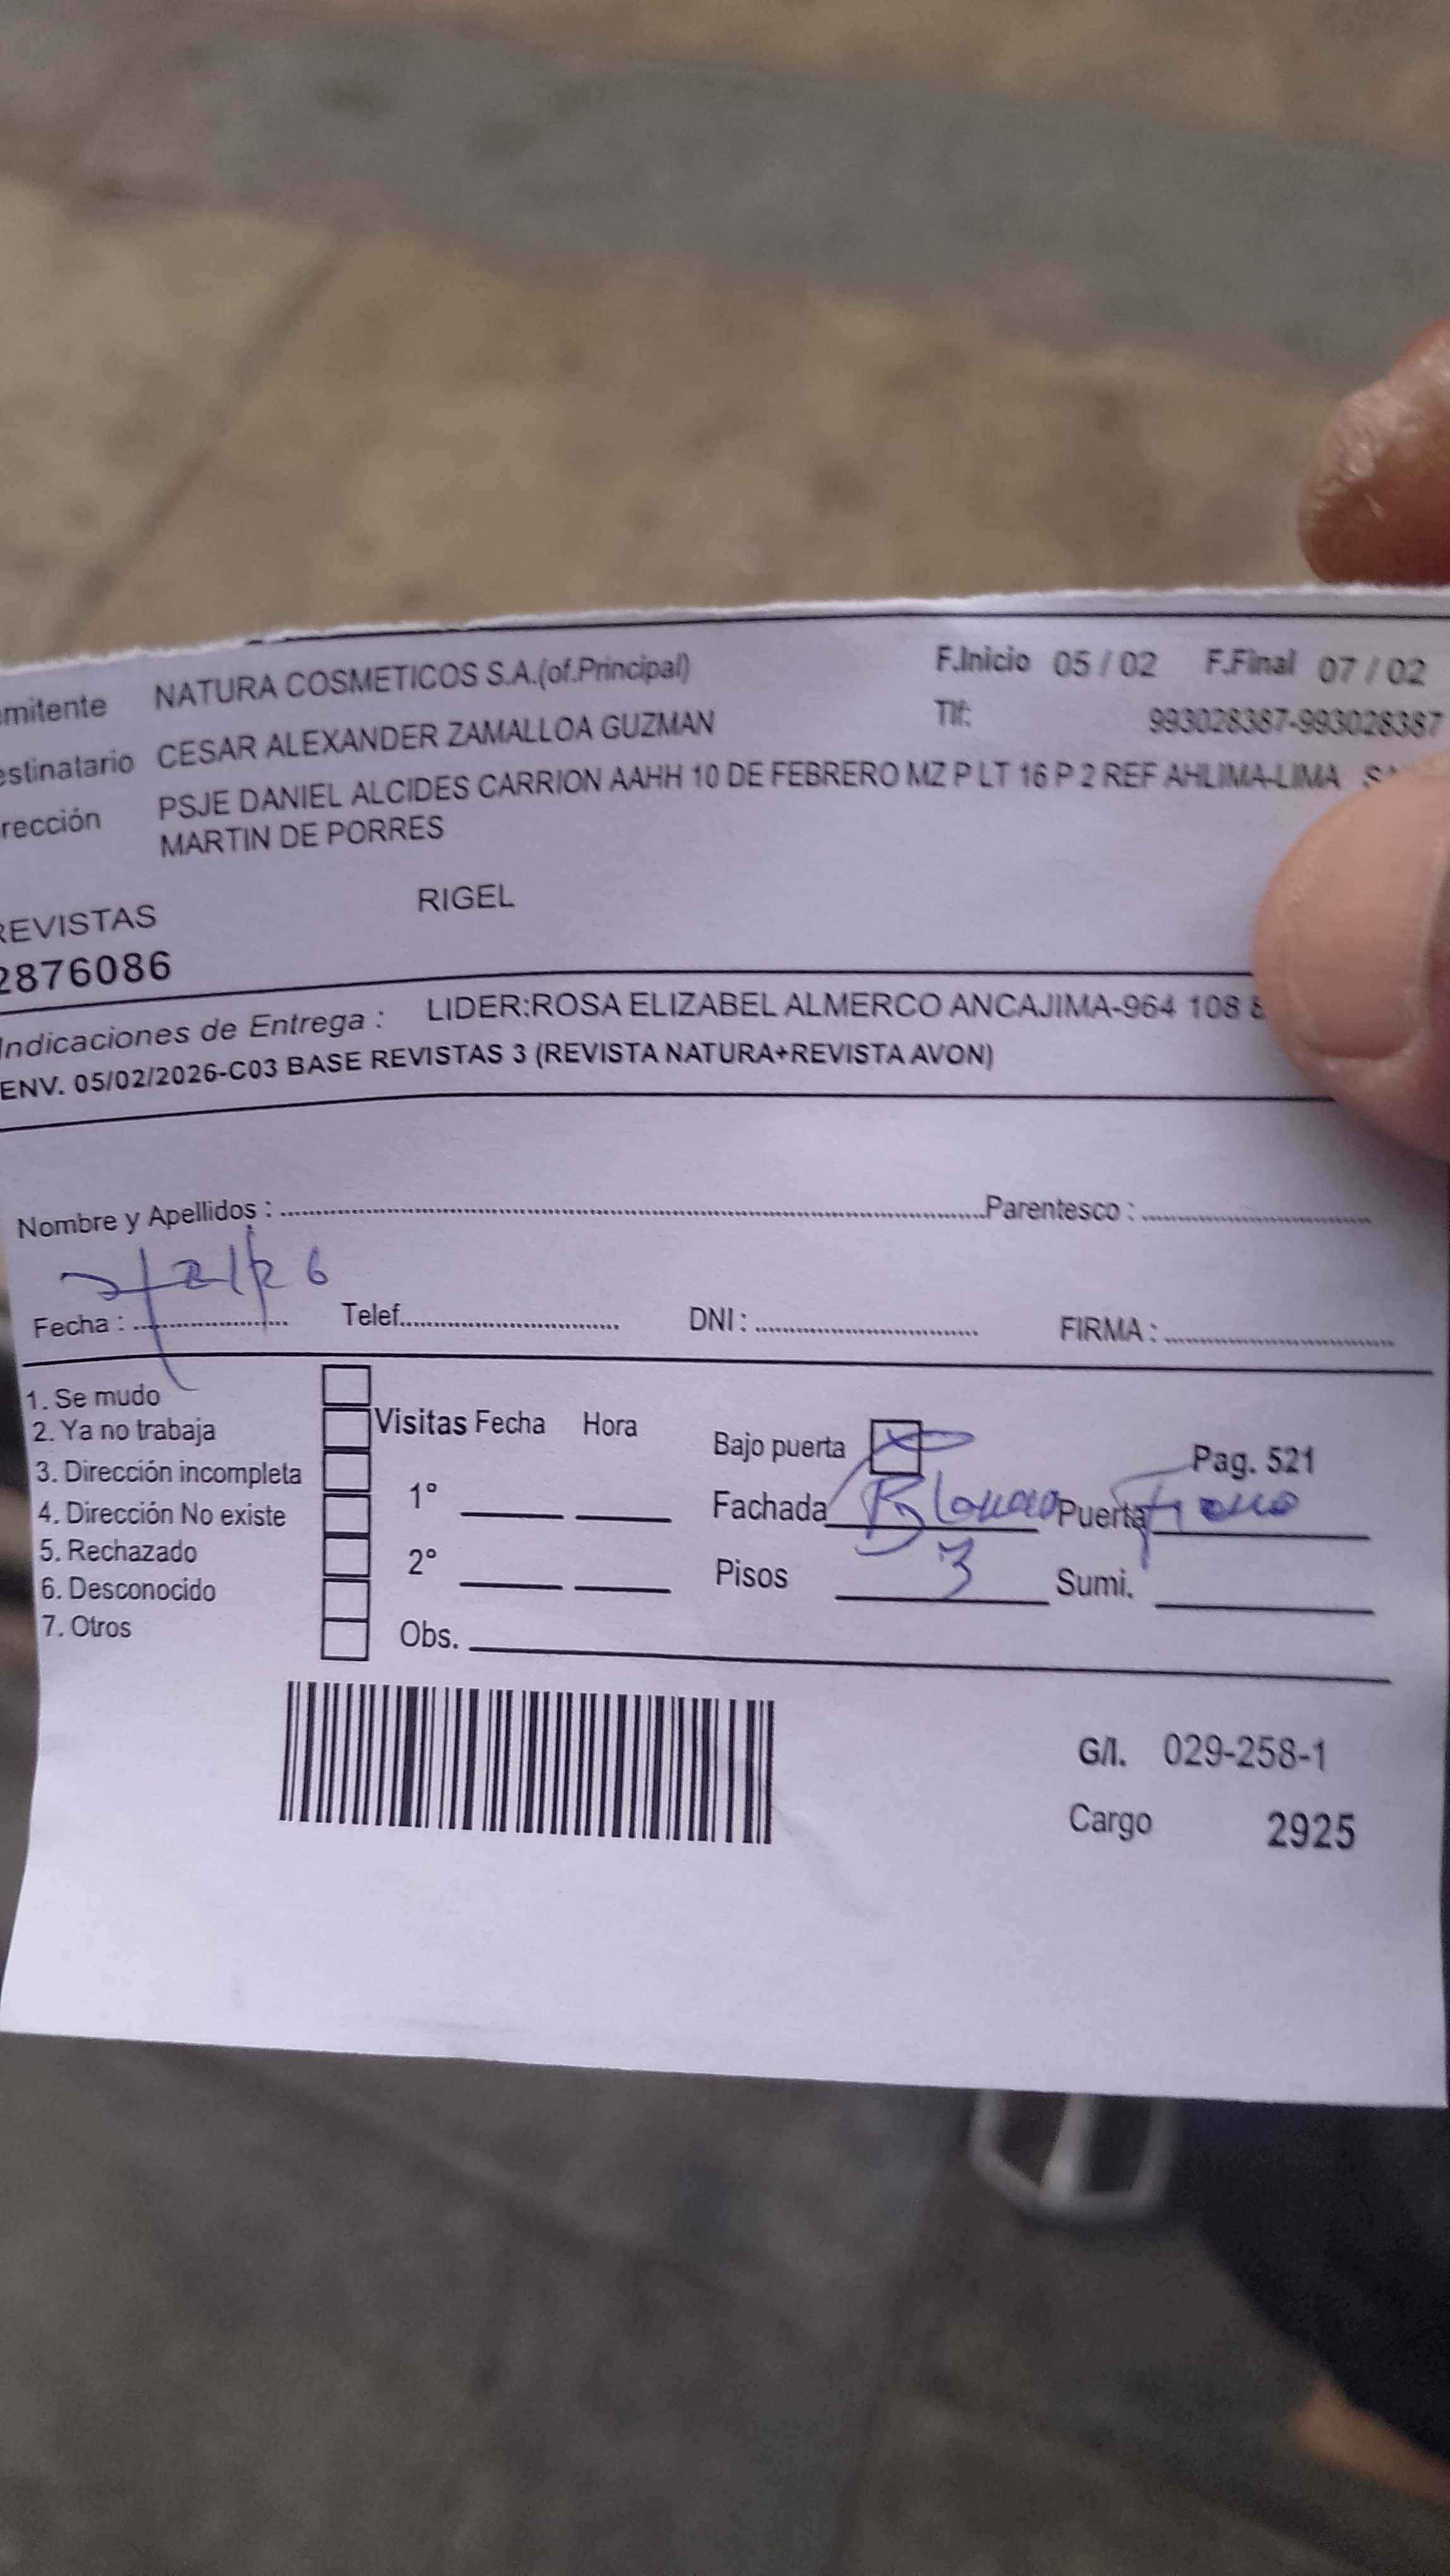 mitente NATURA COSMETICOS S.A.(of.Principal) F.Inicio 05 / 02 F.Final 07 / 02
estinatario CESAR ALEXANDER ZAMALLOA GUZMAN Tlf: 993028387-993028387
rección PSJE DANIEL ALCIDES CARRION AAHH 10 DE FEBRERO MZ P LT 16 P 2 REF AHLIMA-LIMA
MARTIN DE PORRES
REVISTAS RIGEL
2876086
Indicaciones de Entrega : LIDER:ROSA ELIZABEL ALMERCO ANCAJIMA-964 108
ENV. 05/02/2026-C03 BASE REVISTAS 3 (REVISTA NATURA+REVISTA AVON)
Nombre y Apellidos : Parentesco :
Fecha : 7/2/26 Telef. DNI : FIRMA :
1. Se mudo
2. Ya no trabaja Visitas Fecha Hora Bajo puerta Pag. 521
3. Dirección incompleta 1° Fachada Blanco Puerta Fierro
4. Dirección No existe
5. Rechazado 2° Pisos 3 Sumi.
6. Desconocido
7. Otros Obs.
G/I. 029-258-1
Cargo 2925